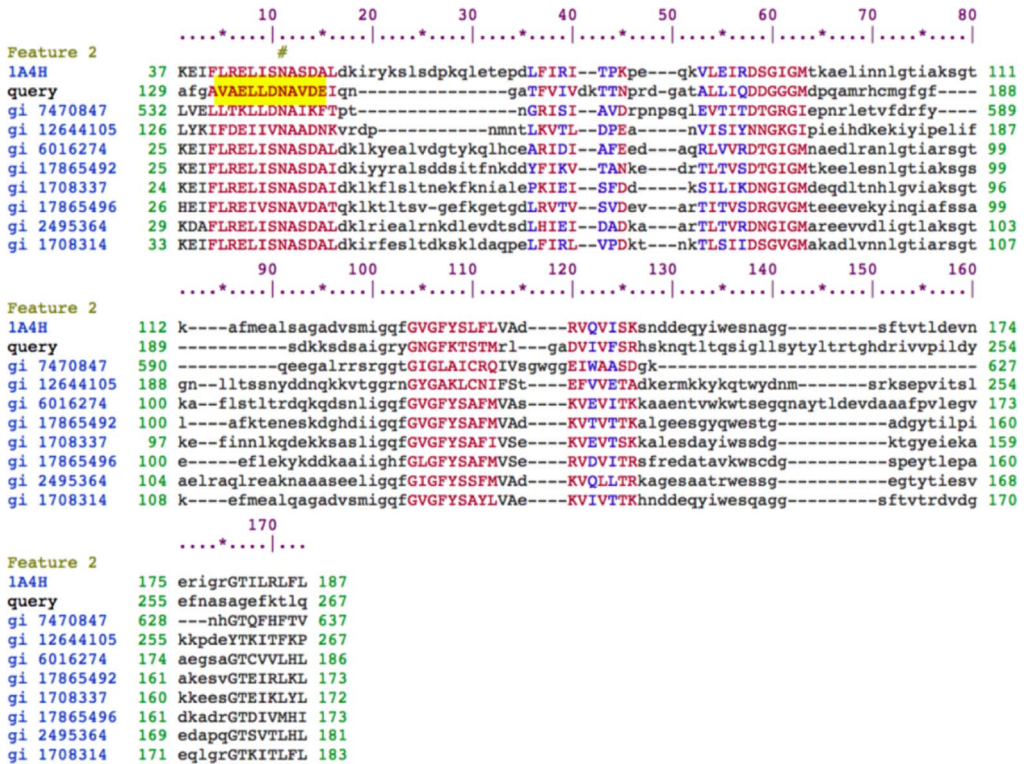 10 20 30 40 50 60 70 80
....*....|....*....|....*....|....*....|....*....|....*....|....*....|....*....|
Feature 2 #
1A4H 37 KEIFLRELISNASDALdkirykslsdpkqletepdLFIRI--TPKpe---qkVLEIRDSGIGMtkaelinnlgtiaksgt 111
query 129 afgAVAELLDNAVDEIqn---------------gaTFVIVdkTTNprd-gatALLIQDDGGGMdpqamrhcmgfgf---- 188
gi 7470847 532 LVELLTKLLDNAIKFTpt---------------nGRISI-AVDrpnpsqLEVTDTGRGIepnrletvfdrfy------ 589
gi 12644105 126 LYKIFDEIIVNAADNKvrdp-----------nmntLKVTL--DPEa-----nVISIYNNGKGIpieihdkekiyipelif 187
gi 6016274 25 KEIFLRELISNASDALdklkyealvdgtykqlhceARIDI--AFEed---aqRLVVRDTGIGMnaedlranlgtiarsgt 99
gi 17865492 25 KEIFLRELISNASDAIdkiyyralsddsitfnkddYFIKV--TANke---drTLTVSDTGIGMtkeelesnlgtiaksgs 99
gi 1708337 24 KEIFLRELISNASDAIdklkflsltnekfkniaIePKIEI--SFDd----kSILIKDNGIGMdeqdltnhlgviaksgt 96
gi 17865496 26 HEIFLREIVSNAVDATqklktltsv-gefkgetgdLRVTV--SVDev---arTITVSDRGVGMteeevekyinqiafssa 99
gi 2495364 29 KDAFLRELISNASDALdklriealrnkdlevdtsdLHIEI--DADka---arTLTVRDNGIGMareevvdligtlaksgt 103
gi 1708314 33 KEIFLRELISNASDALdkirfesltdksKldaqpeLFIRL--VPDkt---nkTLSIIDSGVGMakadlvnnlgtiaksgt 107
90 100 110 120 130 140 150 160
....*....|....*....|....*....|....*....|....*....|....*....|....*....|....*....|
Feature 2
1A4H 112 k----afmealsagadvsmigqfGVGFYSLFLVAd----RVQVISKsnddeqyiwesnagg---------sftvtldevn 174
query 189 -----------sdkksdsaigryGNGFKTSTMrl---gaDVIVFSRhsknqtltqsigllsytyltrtghdrivvpildy 254
gi 7470847 590 -----------qeegalrrsrggtGIGLAICRQIVsgwggEIWAASDgk--------------------------------- 627
gi 12644105 188 gn--lltssnyddnqkkvtggrnGYGAKLCNIFSt----EFVVETAdkermkkykqtwydnm-------srksepvitsl 254
gi 6016274 100 ka--flstltrdqkqdsnligqfGVGFYSAFMVAs----KVEVITKkaaentvwkwtsegqnaytldevdaaafpvlegv 173
gi 17865492 100 l----afkteneskdghdiigqfGVGFYSAFMVAd----KVTVTTKalgeesgyqwestg----------adgytilpi 160
gi 1708337 97 ke--finnlkqdekksasligqfGVGFYSAFIVSe----KVEVTSKkalesdayiwssdg----------ktgyeieka 159
gi 17865496 100 e-----eflekykddkaaiighfGLGFYSAFMVSe----RVDVITRsfredatavkwscdg---------speytlepa 160
gi 2495364 104 aelraqlreaknaaaseeligqfGIGFYSSFMVAd----KVQLLTRkagesaatrwessg----------egtytiesv 168
gi 1708314 108 k----efmealqagadvsmigqfGVGFYSAYLVAe----KVIVTTKhnddeqyiwesqagg---------sftvtrdvdg 170
170
....*....|...
Feature 2
1A4H 175 erigrGTILRLFL 187
query 255 efnasagefktlq 267
gi 7470847 628 ---nhGTQFHFTV 637
gi 12644105 255 kkpdeYTKITFKP 267
gi 6016274 174 aegsaGTCVVLHL 186
gi 17865492 161 akesvGTEIRLKL 173
gi 1708337 160 kkeesGTEIKLYL 172
gi 17865496 161 dkadrGTDIVMHI 173
gi 2495364 169 edapqGTSVTLHL 181
gi 1708314 171 eqlgrGTKITLFL 183